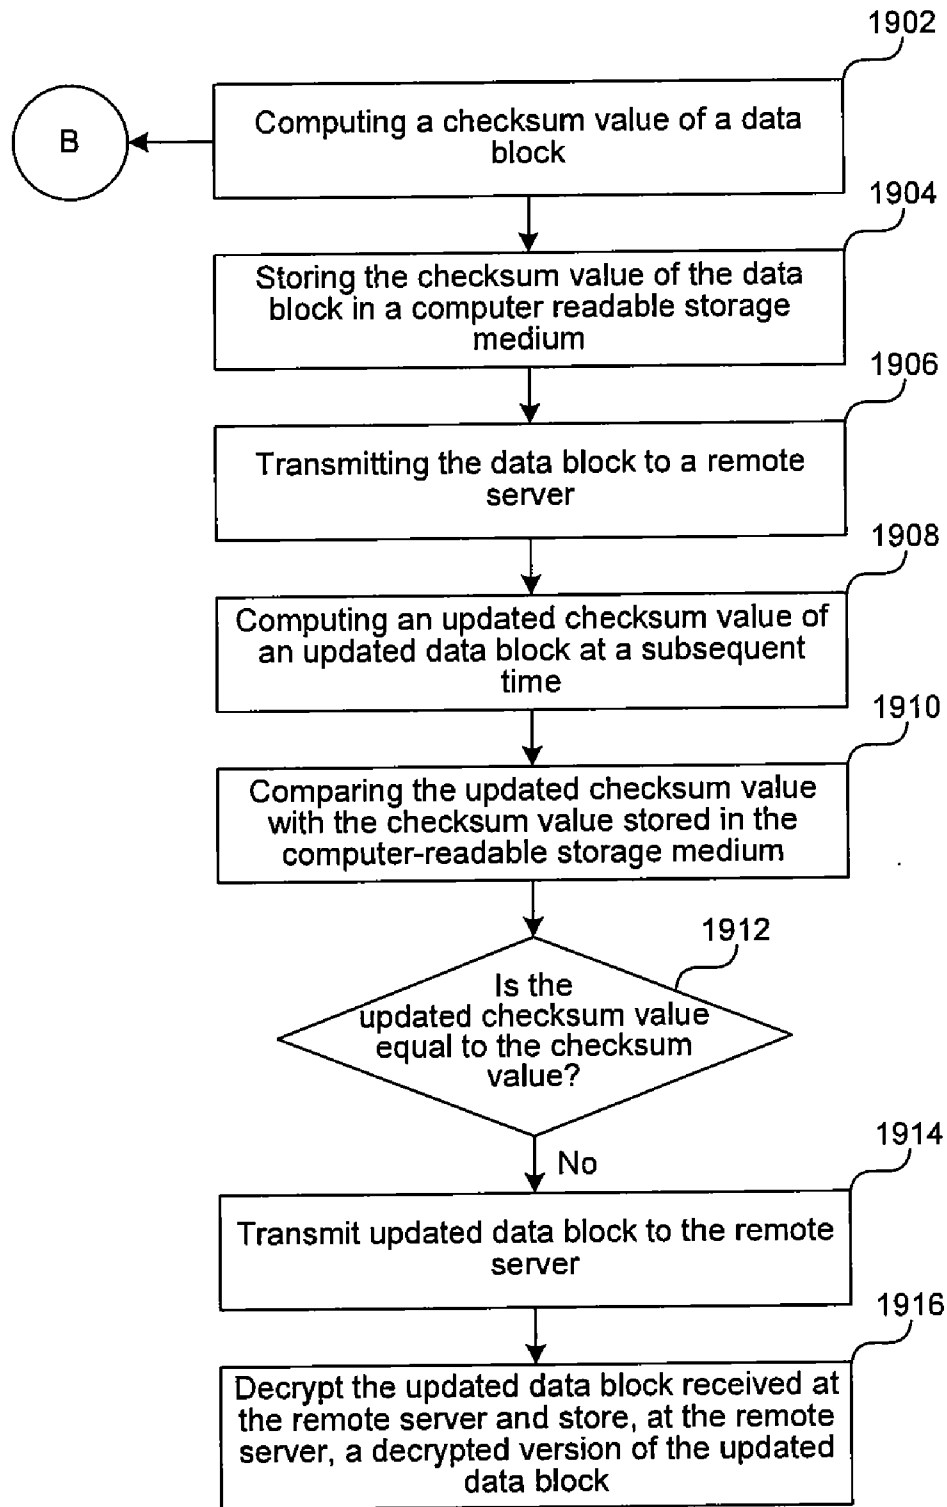 1902
B
Computing a checksum value of a data
block
1904
Storing the checksum value of the data
block in a computer readable storage
medium
1906
Transmitting the data block to a remote
server
1908
Computing an updated checksum value of
an updated data block at a subsequent
time
1910
Comparing the updated checksum value
with the checksum value stored in the
computer-readable storage medium
1912
Is the
updated checksum value
equal to the checksum
value?
No
1914
Transmit updated data block to the remote
server
1916
Decrypt the updated data block received at
the remote server and store, at the remote
server, a decrypted version of the updated
data block